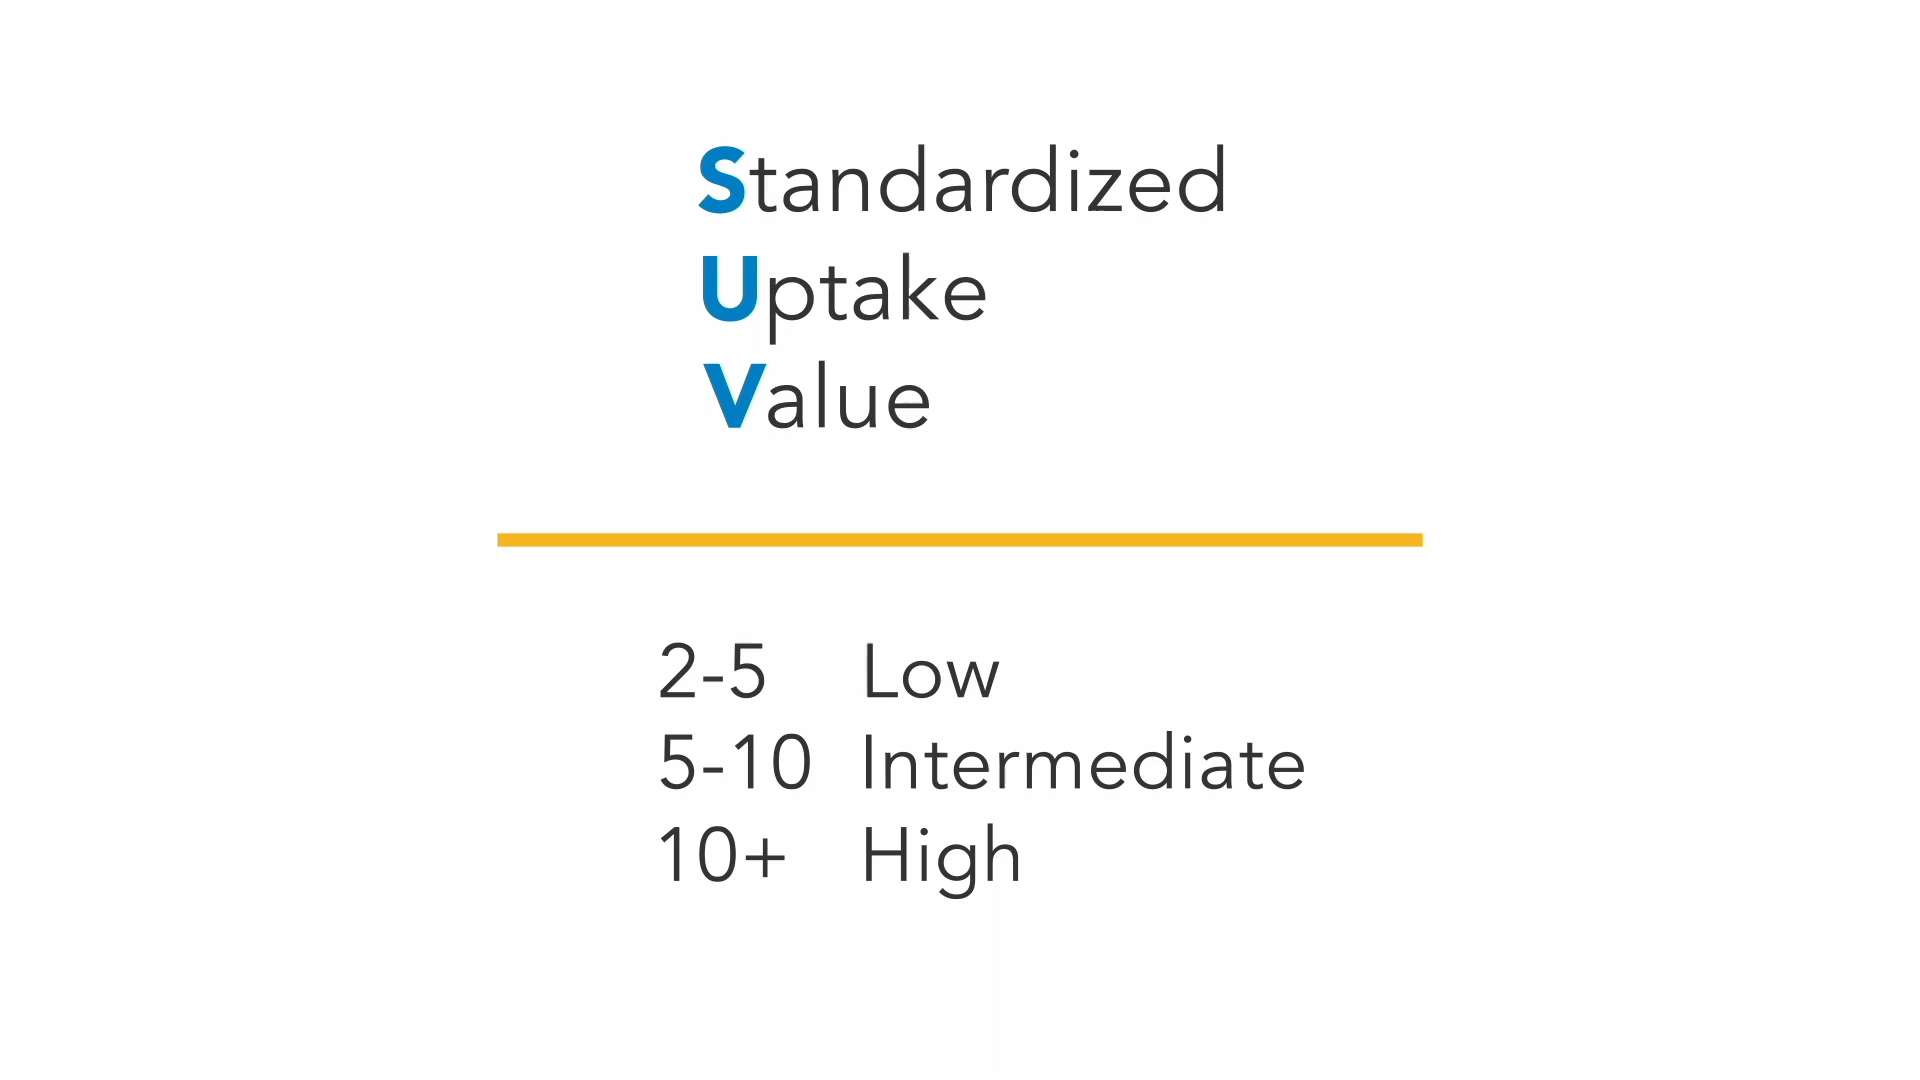 Standardized
Uptake
Value
2-5 Low
5-10 Intermediate
10+ High